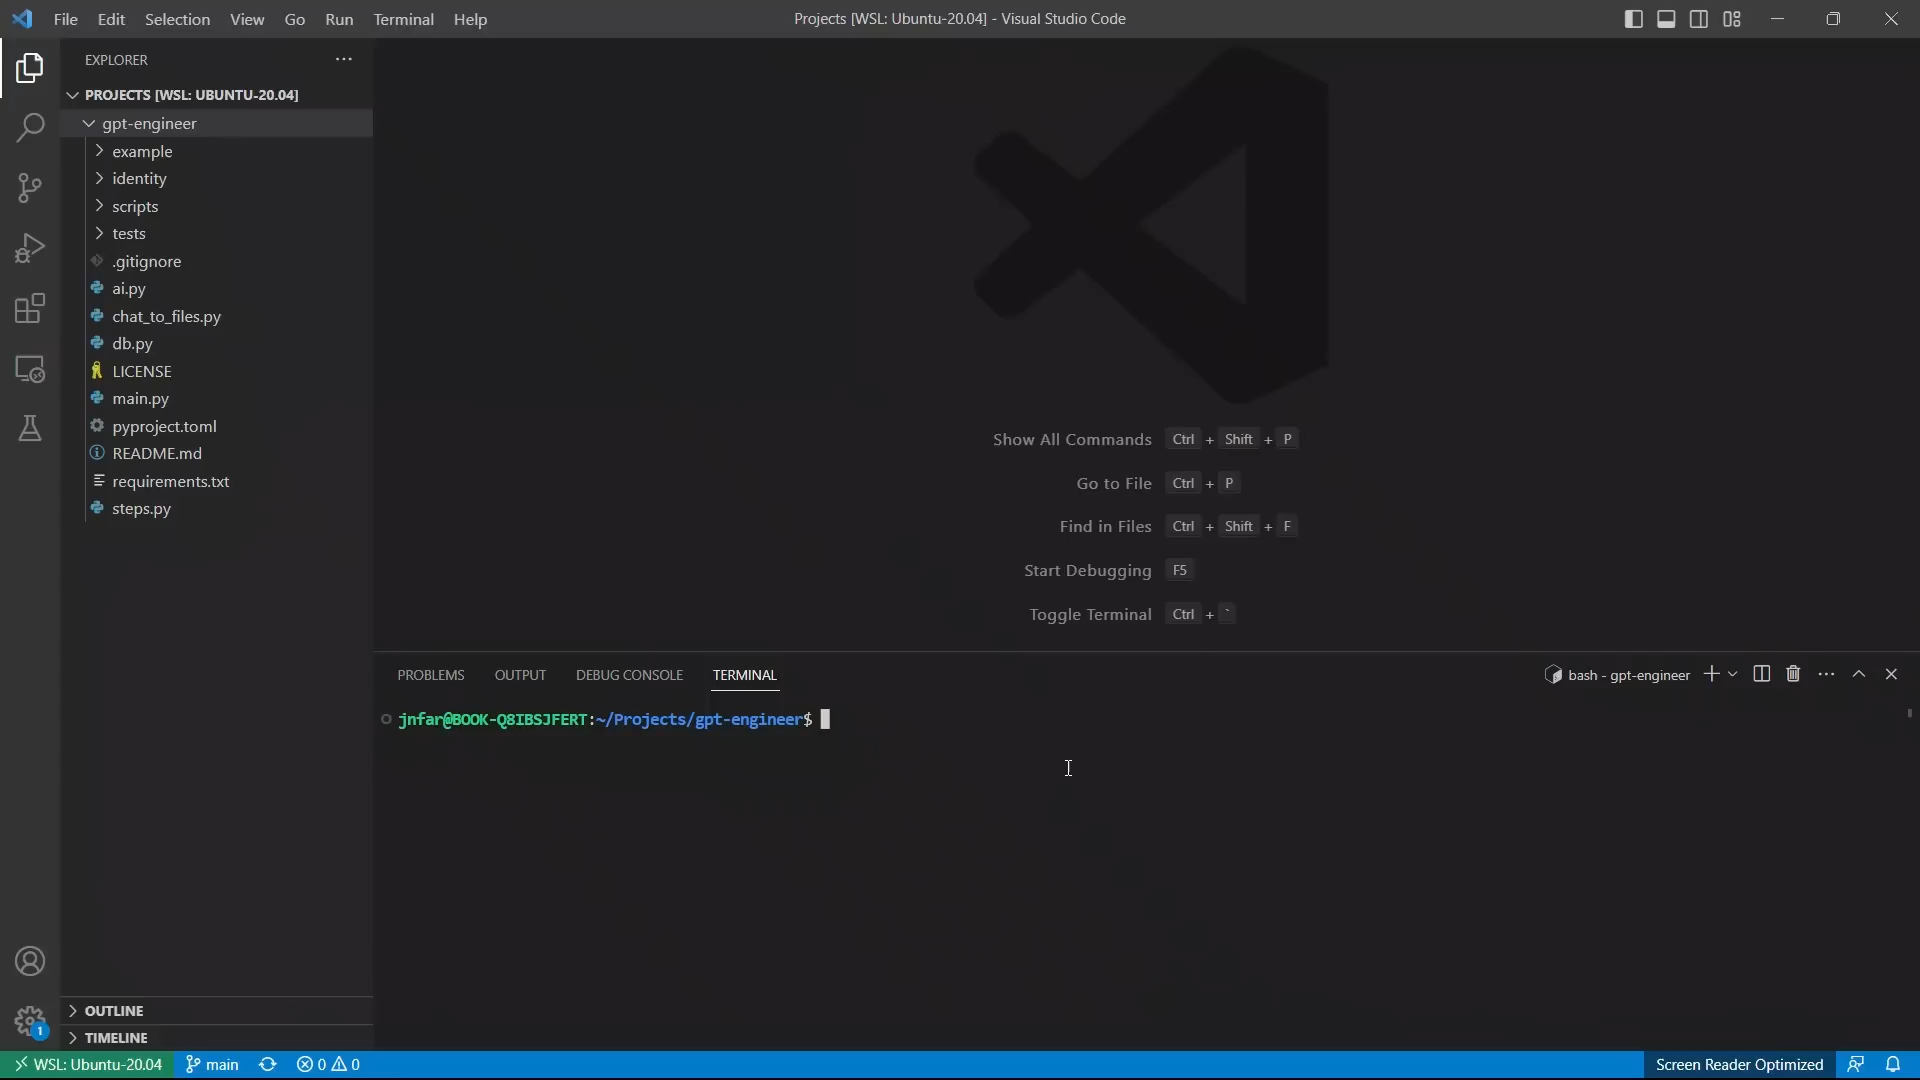 File Edit Selection View Go Run Terminal Help
Projects [WSL: Ubuntu-20.04] - Visual Studio Code
EXPLORER
PROJECTS [WSL: UBUNTU-20.04]
gpt-engineer
example
identity
scripts
tests
.gitignore
ai.py
chat_to_files.py
db.py
LICENSE
main.py
pyproject.toml
README.md
requirements.txt
steps.py
OUTLINE
TIMELINE
Show All Commands Ctrl + Shift + P
Go to File Ctrl + P
Find in Files Ctrl + Shift + F
Start Debugging F5
Toggle Terminal Ctrl + `
PROBLEMS OUTPUT DEBUG CONSOLE TERMINAL
bash - gpt-engineer
jnfar@BOOK-Q8IBSJFERT:~/Projects/gpt-engineer$
1
WSL: Ubuntu-20.04 main 0 0
Screen Reader Optimized